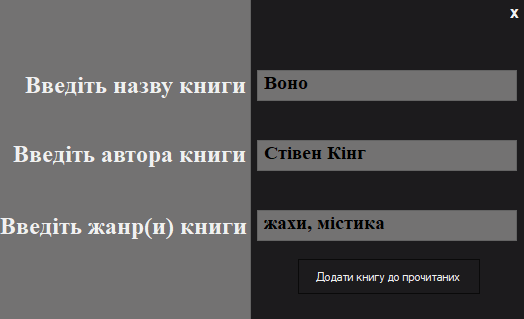 x
Введіть назву книги
Воно
Введіть автора книги
Стівен Кінг
Введіть жанр(и) книги
жахи, містика
Додати книгу до прочитаних